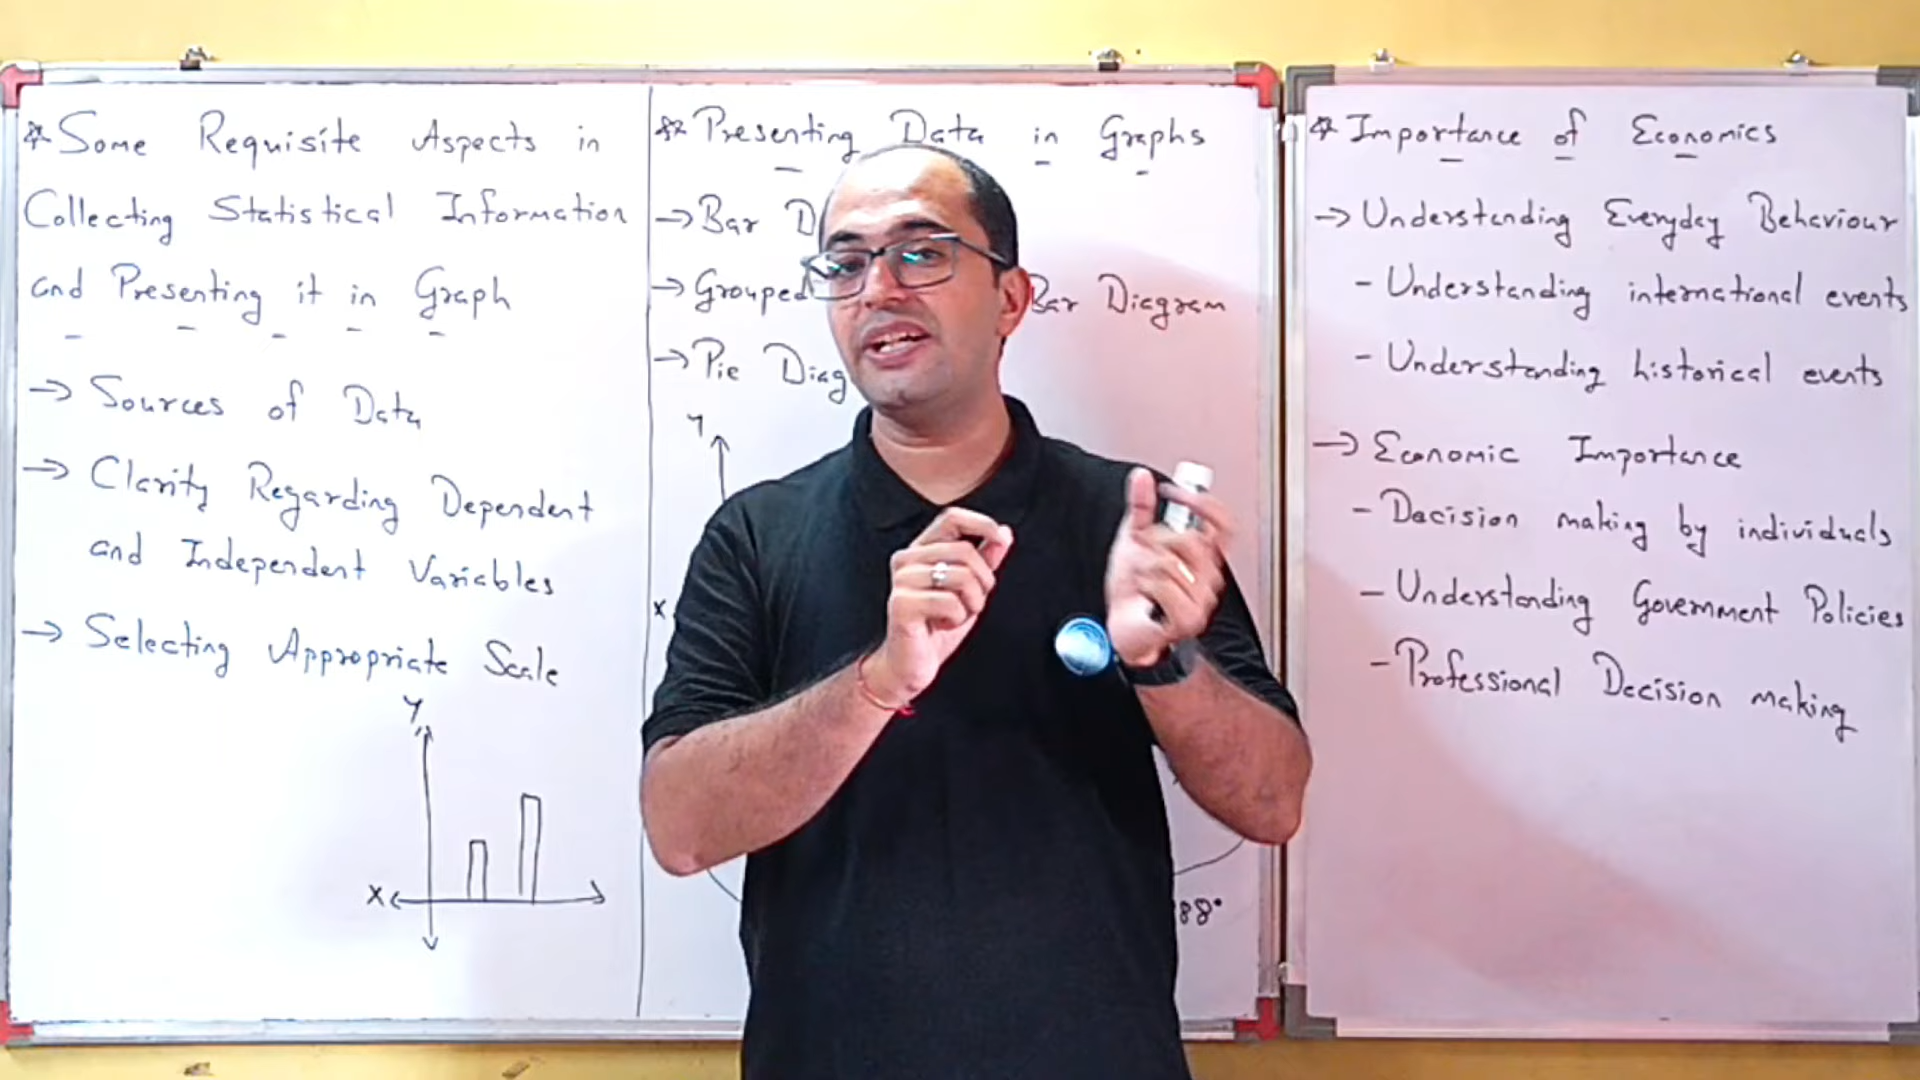 * Some Requisite Aspects in
Collecting Statistical Information
and Presenting it in Graph
→ Sources of Data
→ Clarity Regarding Dependent
and Independent Variables
→ Selecting Appropriate Scale
Y
X
** Presenting Data in Graphs
→ Bar D
→ Grouped Bar Diagram
→ Pie Diag
Y
X
88°
* Importance of Economics
→ Understanding Everyday Behaviour
- Understanding international events
- Understanding historical events
→ Economic Importance
- Decision making by individuals
- Understanding Government Policies
- Professional Decision making